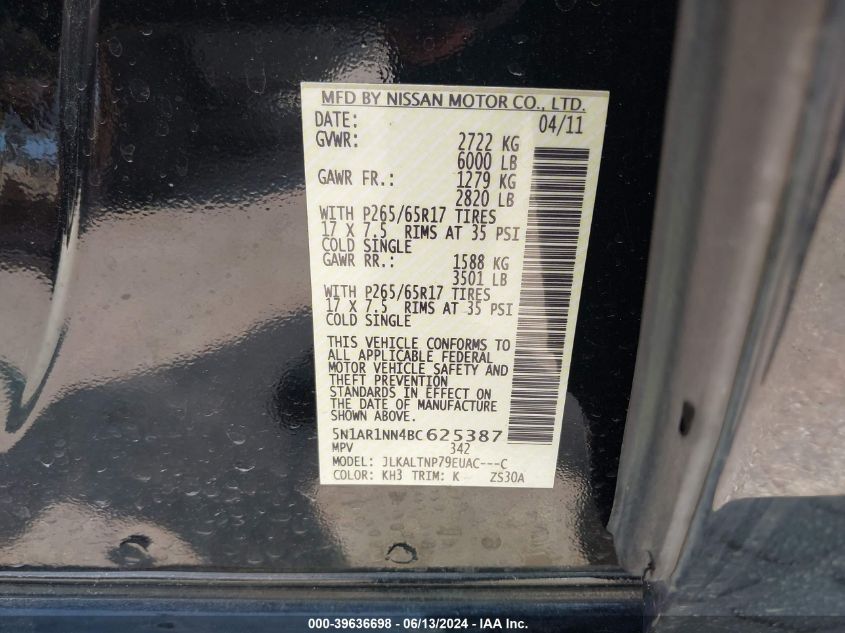 MFD BY NISSAN MOTOR CO., LTD.
DATE: 04/11
GVWR: 2722 KG
6000 LB
GAWR FR.: 1279 KG
2820 LB
WITH P265/65R17 TIRES
17 X 7.5 RIMS AT 35 PSI
COLD SINGLE
GAWR RR.: 1588 KG
3501 LB
WITH P265/65R17 TIRES
17 X 7.5 RIMS AT 35 PSI
COLD SINGLE
THIS VEHICLE CONFORMS TO
ALL APPLICABLE FEDERAL
MOTOR VEHICLE SAFETY AND
THEFT PREVENTION
STANDARDS IN EFFECT ON
THE DATE OF MANUFACTURE
SHOWN ABOVE.
5N1AR1NN4BC625387
MPV 342
MODEL: JLKALTNP79EUAC---C
COLOR: KH3 TRIM: K ZS30A
000-39636698 - 06/13/2024 - IAA Inc.